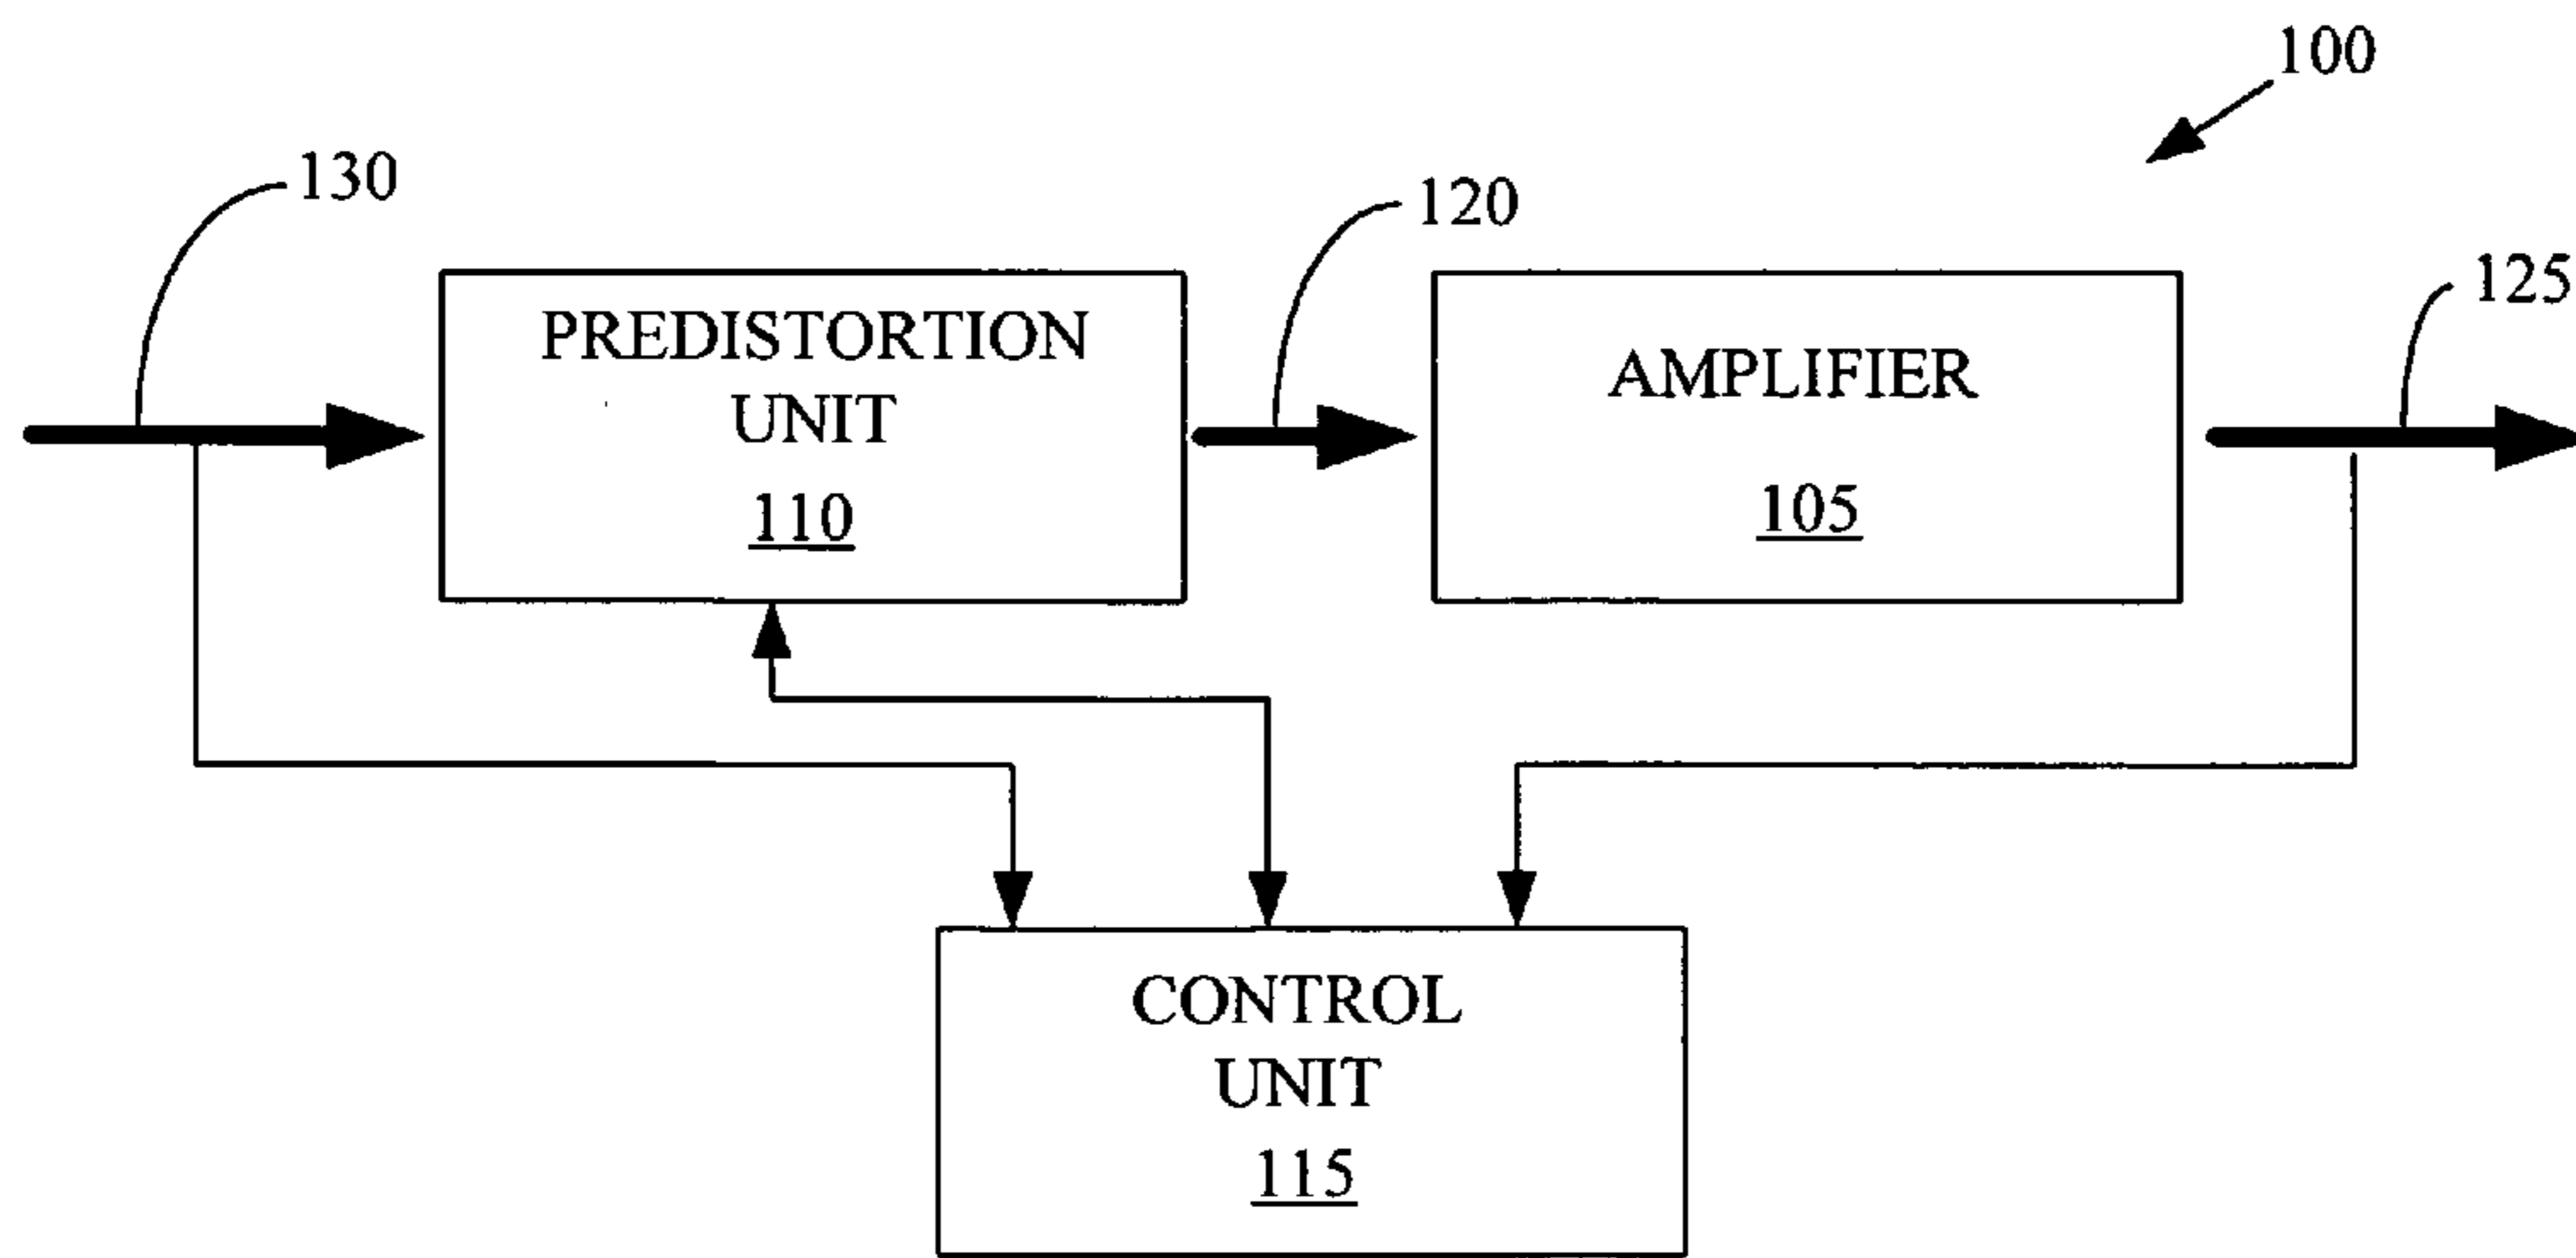 100
130
120
125
PREDISTORTION
UNIT
110
AMPLIFIER
105
CONTROL
UNIT
115